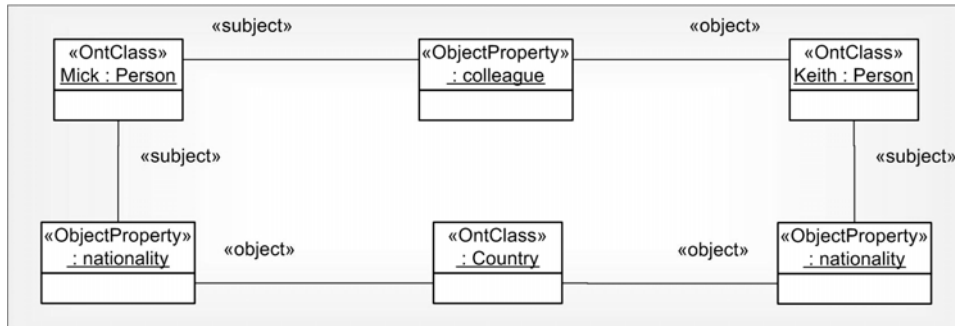 «subject»
«object»
«OntClass»
Mick : Person
«ObjectProperty»
: colleague
«OntClass»
Keith : Person
«subject»
«subject»
«ObjectProperty»
: nationality
«object»
«OntClass»
: Country
«object»
«ObjectProperty»
: nationality